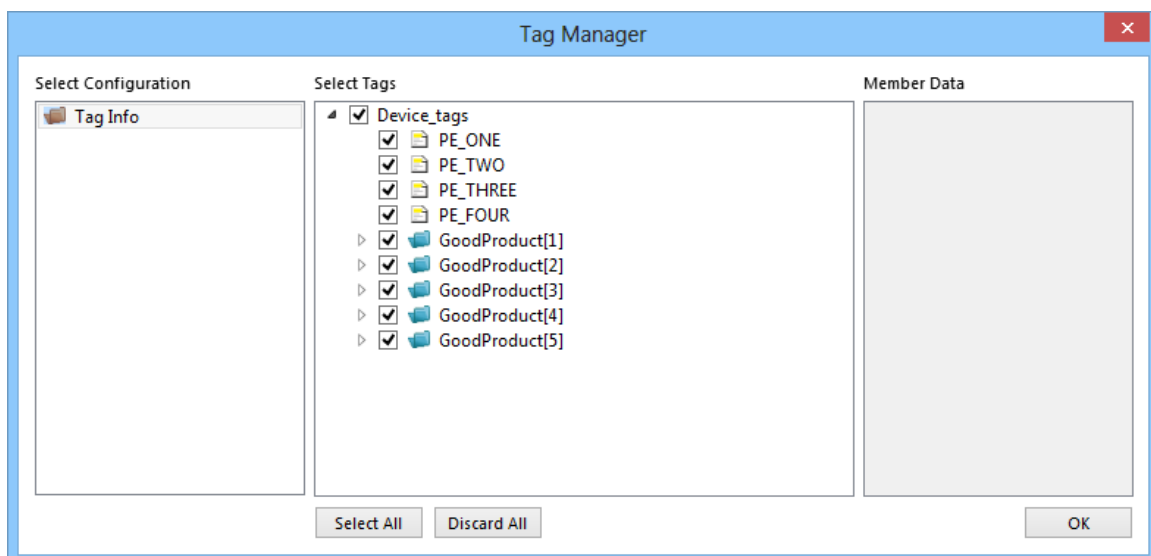 Tag Manager
Select Configuration
Select Tags
Member Data
Tag Info
Device_tags
PE_ONE
PE_TWO
PE_THREE
PE_FOUR
GoodProduct[1]
GoodProduct[2]
GoodProduct[3]
GoodProduct[4]
GoodProduct[5]
Select All
Discard All
OK